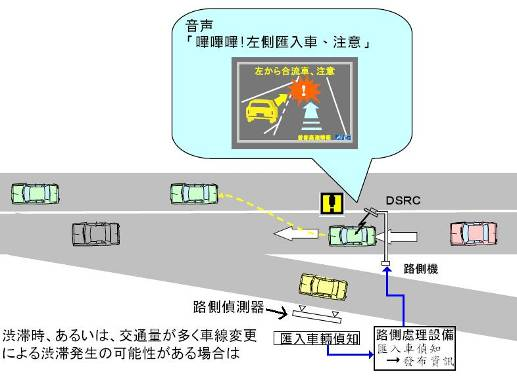 音声
「嗶嗶嗶!左側匯入車、注意」
左から合流車、注意
!
!
DSRC
路側機
路側偵測器
匯入車輛偵知
路側處理設備
匯入車偵知
→發布資訊
渋滞時、あるいは、交通量が多く車線変更
による渋滞発生の可能性がある場合は